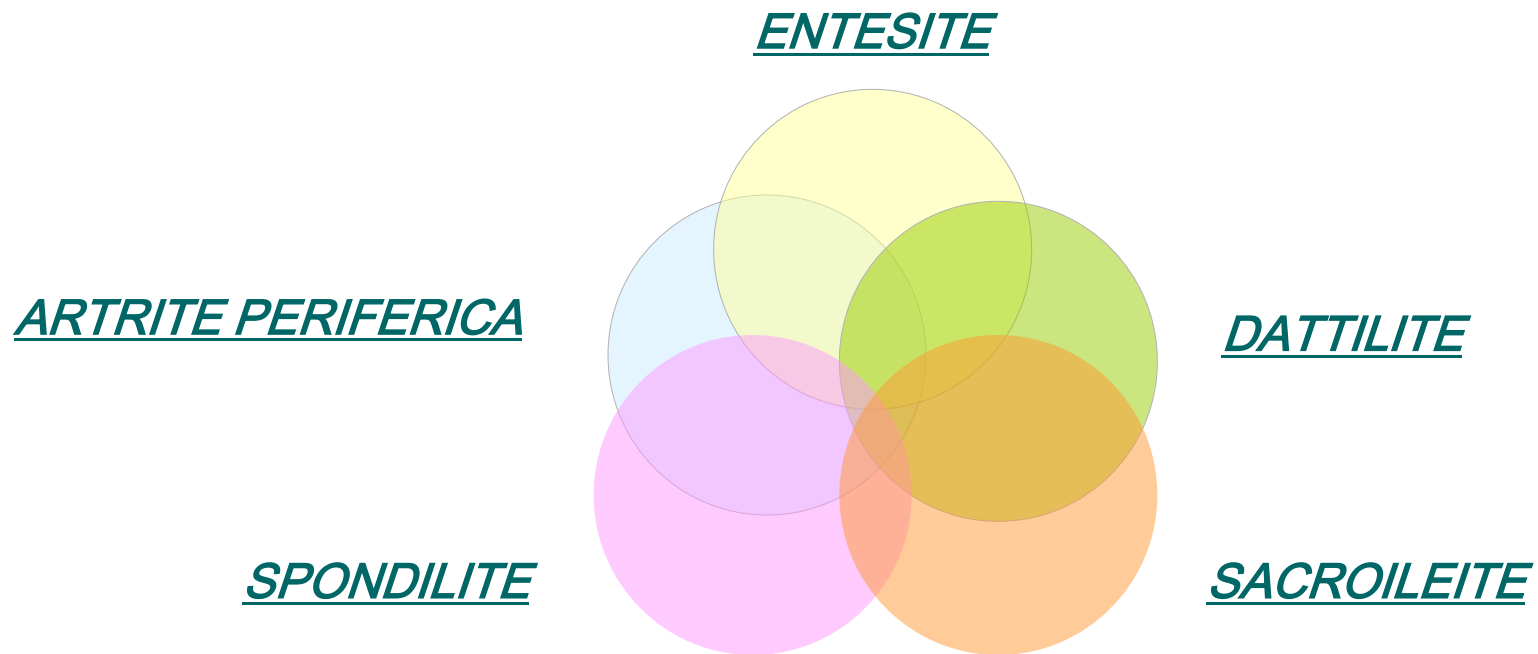 ENTESITE
ARTRITE PERIFERICA
DATTILITE
SPONDILITE
SACROILEITE